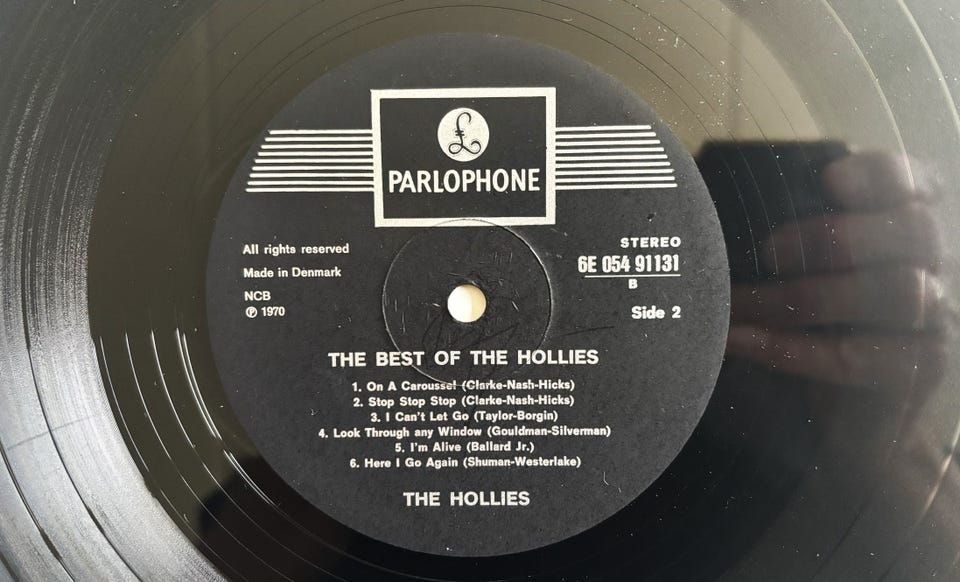 £
PARLOPHONE
All rights reserved
Made in Denmark
NCB
℗ 1970
STEREO
6E 054 91131
B
Side 2
THE BEST OF THE HOLLIES
1. On A Caroussel (Clarke-Nash-Hicks)
2. Stop Stop Stop (Clarke-Nash-Hicks)
3. I Can't Let Go (Taylor-Borgin)
4. Look Through any Window (Gouldman-Silverman)
5. I'm Alive (Ballard Jr.)
6. Here I Go Again (Shuman-Westerlake)
THE HOLLIES